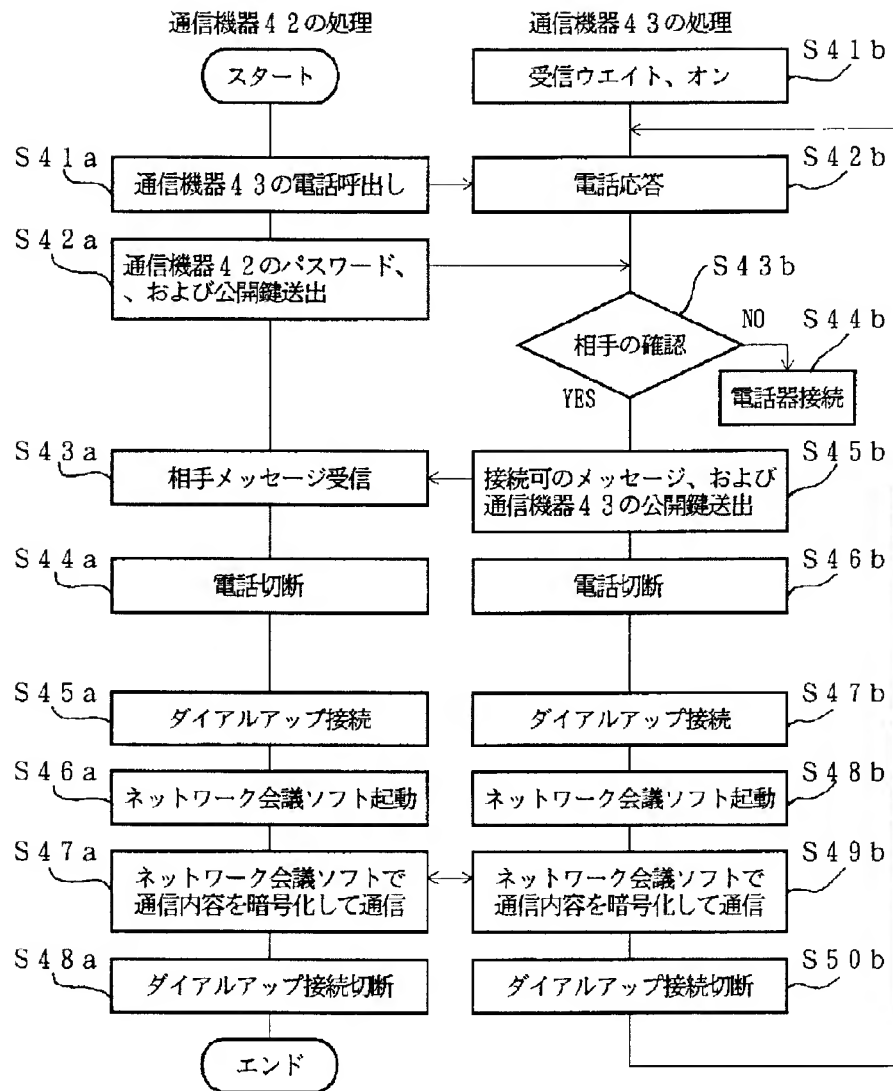 通信機器42の処理
通信機器43の処理
スタート
受信ウエイト、オン
S41b
S41a
通信機器43の電話呼出し
電話応答
S42b
S42a
通信機器42のパスワード、
、および公開鍵送出
S43b
相手の確認
NO
YES
S44b
電話器接続
S43a
相手メッセージ受信
接続可のメッセージ、および
通信機器43の公開鍵送出
S45b
S44a
電話切断
電話切断
S46b
S45a
ダイアルアップ接続
ダイアルアップ接続
S47b
S46a
ネットワーク会議ソフト起動
ネットワーク会議ソフト起動
S48b
S47a
ネットワーク会議ソフトで
通信内容を暗号化して通信
ネットワーク会議ソフトで
通信内容を暗号化して通信
S49b
S48a
ダイアルアップ接続切断
ダイアルアップ接続切断
S50b
エンド